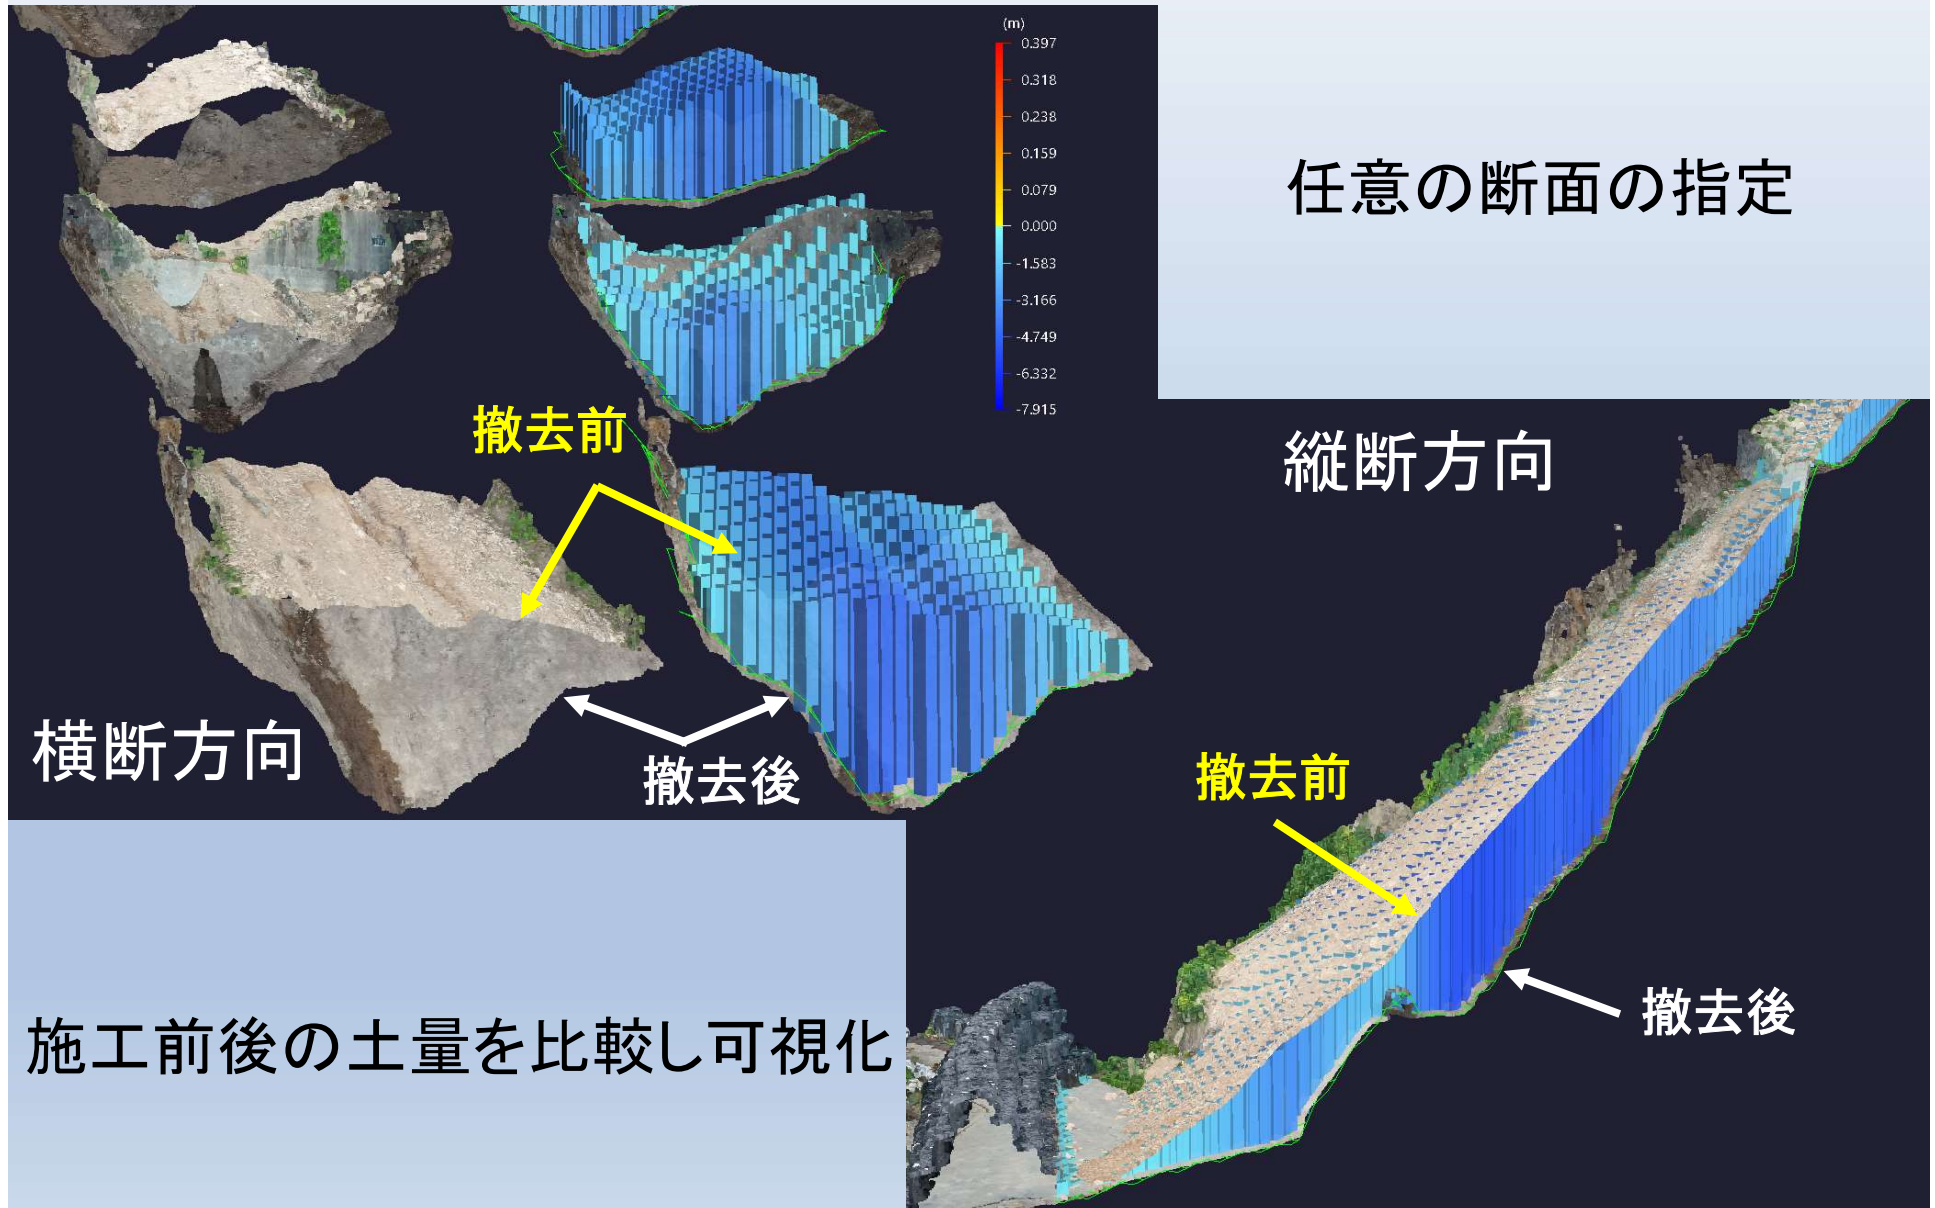 (m)
0.397
0.318
0.238
0.159
0.079
0.000
-1.583
-3.166
-4.749
-6.332
-7.915
任意の断面の指定
撤去前
縦断方向
横断方向
撤去後
撤去前
撤去後
施工前後の土量を比較し可視化